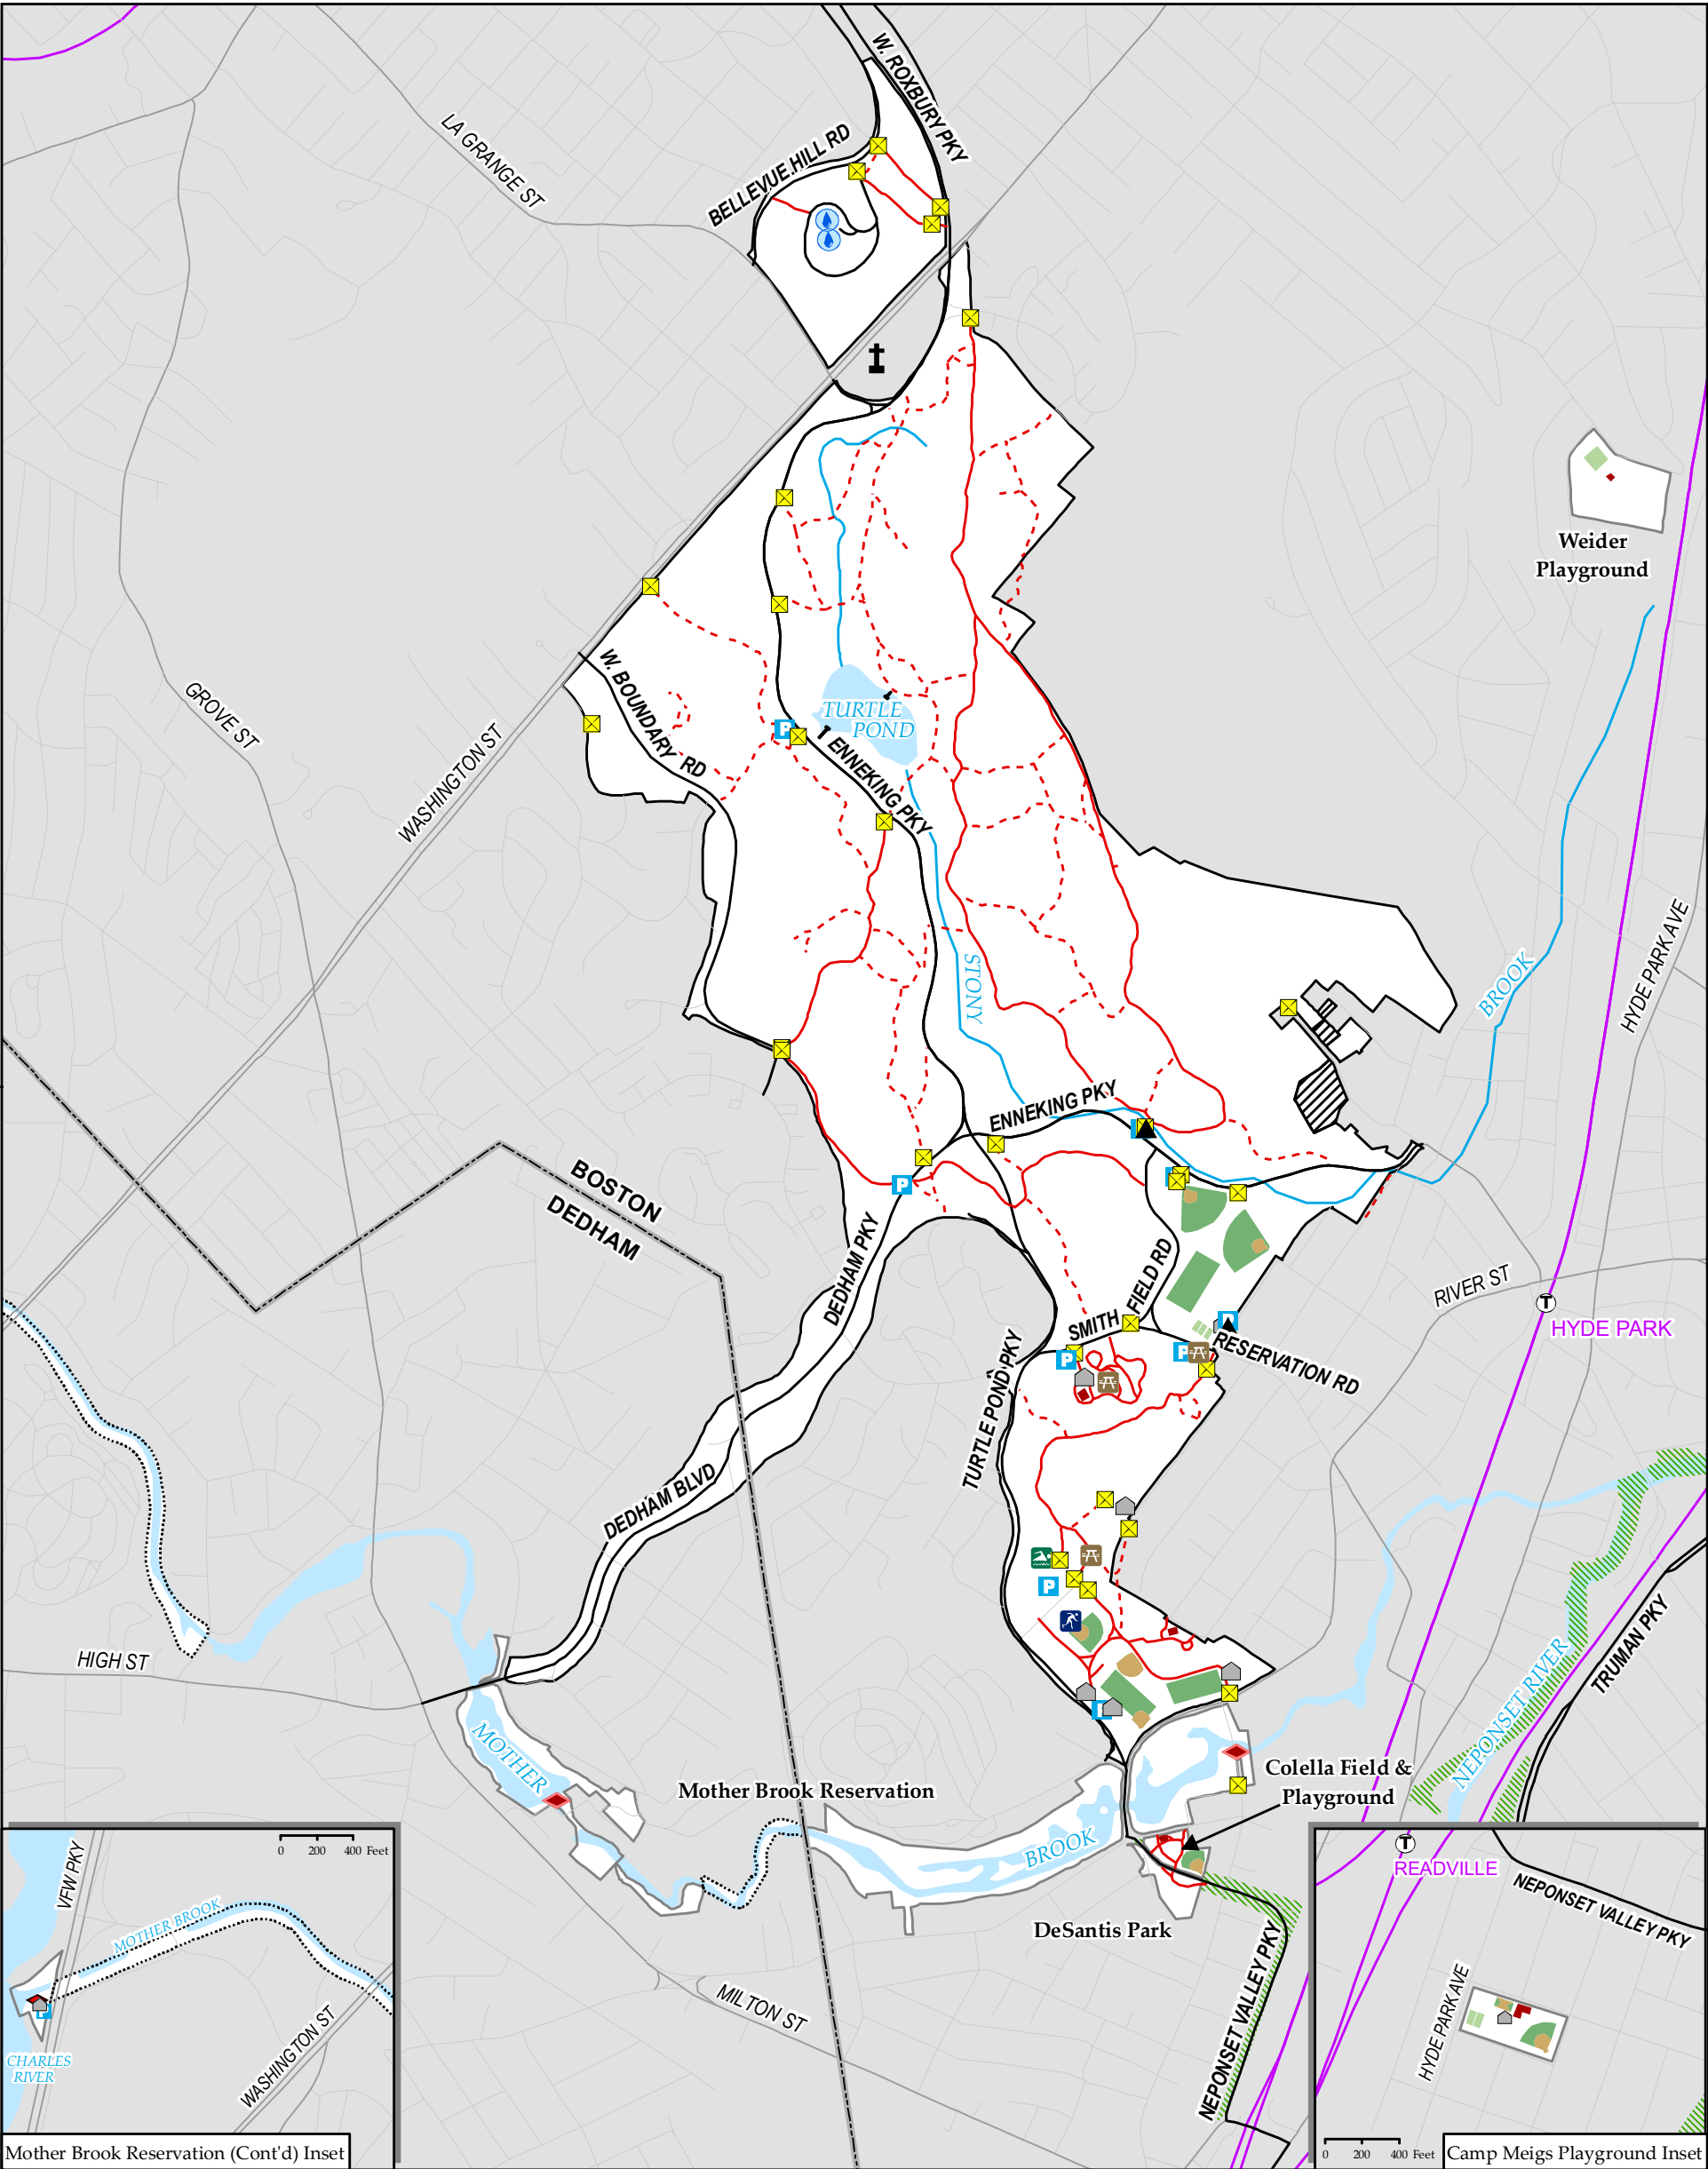 W. ROXBURY PKY
LA GRANGE ST
BELLEVUE HILL RD
Weider
Playground
W. BOUNDARY RD
GROVE ST
WASHINGTON ST
TURTLE
POND
ENNEKING PKY
STONY
BROOK
HYDE PARK AVE
ENNEKING PKY
BOSTON
DEDHAM
DEDHAM PKY
SMITH FIELD RD
RIVER ST
T
HYDE PARK
RESERVATION RD
TURTLE POND PKY
DEDHAM BLVD
HIGH ST
TRUMAN PKY
NEPONSET RIVER
MOTHER
Mother Brook Reservation
Colella Field &
Playground
BROOK
DeSantis Park
NEPONSET VALLEY PKY
MILTON ST
P
P
P
P
P
VFW PKY
0 200 400 Feet
MOTHER BROOK
CHARLES
RIVER
WASHINGTON ST
Mother Brook Reservation (Cont'd) Inset
T
READVILLE
NEPONSET VALLEY PKY
HYDE PARK AVE
0 200 400 Feet
Camp Meigs Playground Inset